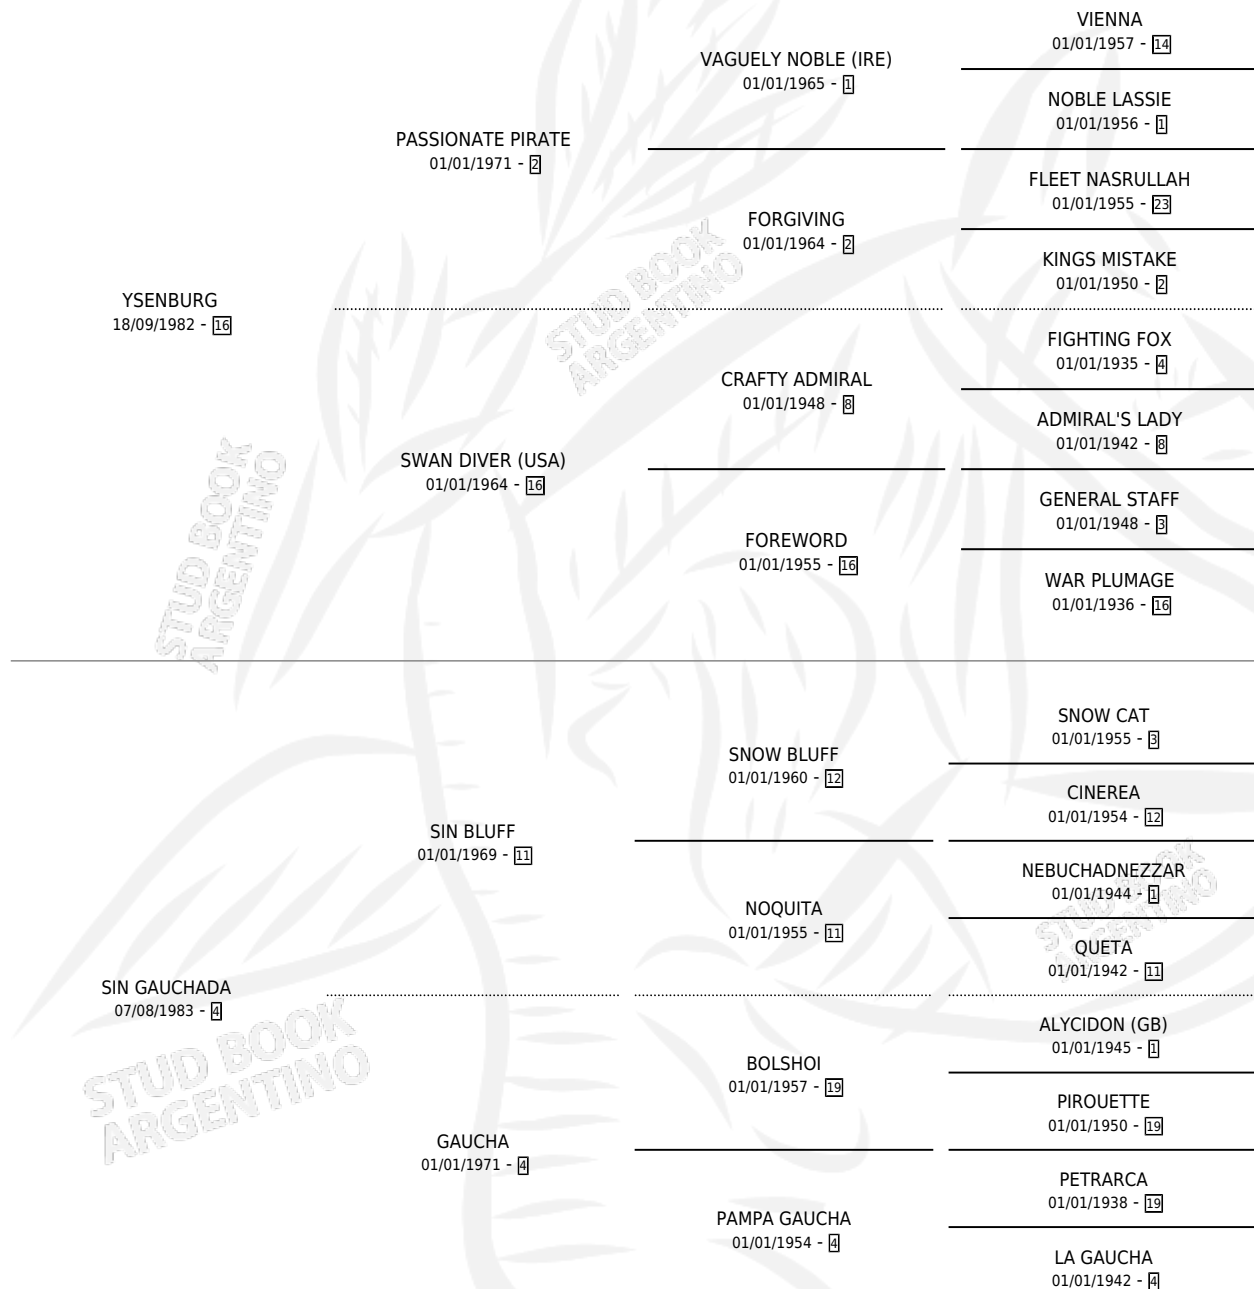 YSENBURG
18/09/1982 - 16
PASSIONATE PIRATE
01/01/1971 - 2
SWAN DIVER (USA)
01/01/1964 - 16
VAGUELY NOBLE (IRE)
01/01/1965 - 1
FORGIVING
01/01/1964 - 2
CRAFTY ADMIRAL
01/01/1948 - 8
FOREWORD
01/01/1955 - 16
VIENNA
01/01/1957 - 14
NOBLE LASSIE
01/01/1956 - 1
FLEET NASRULLAH
01/01/1955 - 23
KINGS MISTAKE
01/01/1950 - 2
FIGHTING FOX
01/01/1935 - 4
ADMIRAL'S LADY
01/01/1942 - 8
GENERAL STAFF
01/01/1948 - 3
WAR PLUMAGE
01/01/1936 - 16
SIN GAUCHADA
07/08/1983 - 4
SIN BLUFF
01/01/1969 - 11
GAUCHA
01/01/1971 - 4
SNOW BLUFF
01/01/1960 - 12
NOQUITA
01/01/1955 - 11
BOLSHOI
01/01/1957 - 19
PAMPA GAUCHA
01/01/1954 - 4
SNOW CAT
01/01/1955 - 3
CINEREA
01/01/1954 - 12
NEBUCHADNEZZAR
01/01/1944 - 1
QUETA
01/01/1942 - 11
ALYCIDON (GB)
01/01/1945 - 1
PIROUETTE
01/01/1950 - 19
PETRARCA
01/01/1938 - 19
LA GAUCHA
01/01/1942 - 4
STUD BOOK
ARGENTINO
STUD BOOK
ARGENTINO
STUD BOOK
ARGENTINO
STUD BOOK
ARGENTINO